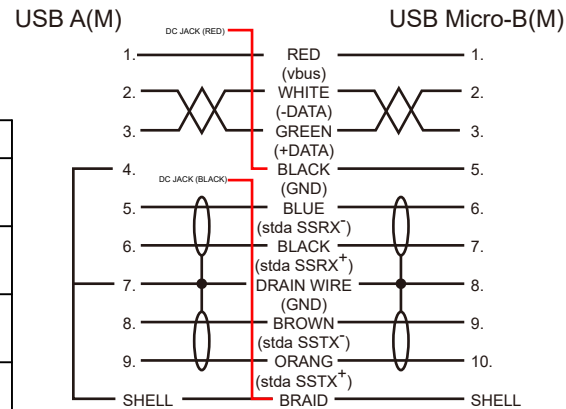 USB A(M) USB Micro-B(M)
DC JACK (RED)
1. RED 1.
(vbus)
2. WHITE 2.
(-DATA)
3. GREEN 3.
(+DATA)
4. BLACK 5.
DC JACK (BLACK)
(GND)
5. BLUE 6.
(stda SSRX-)
6. BLACK 7.
(stda SSRX+)
7. DRAIN WIRE 8.
(GND)
8. BROWN 9.
(stda SSTX-)
9. ORANG 10.
(stda SSTX+)
SHELL BRAID SHELL